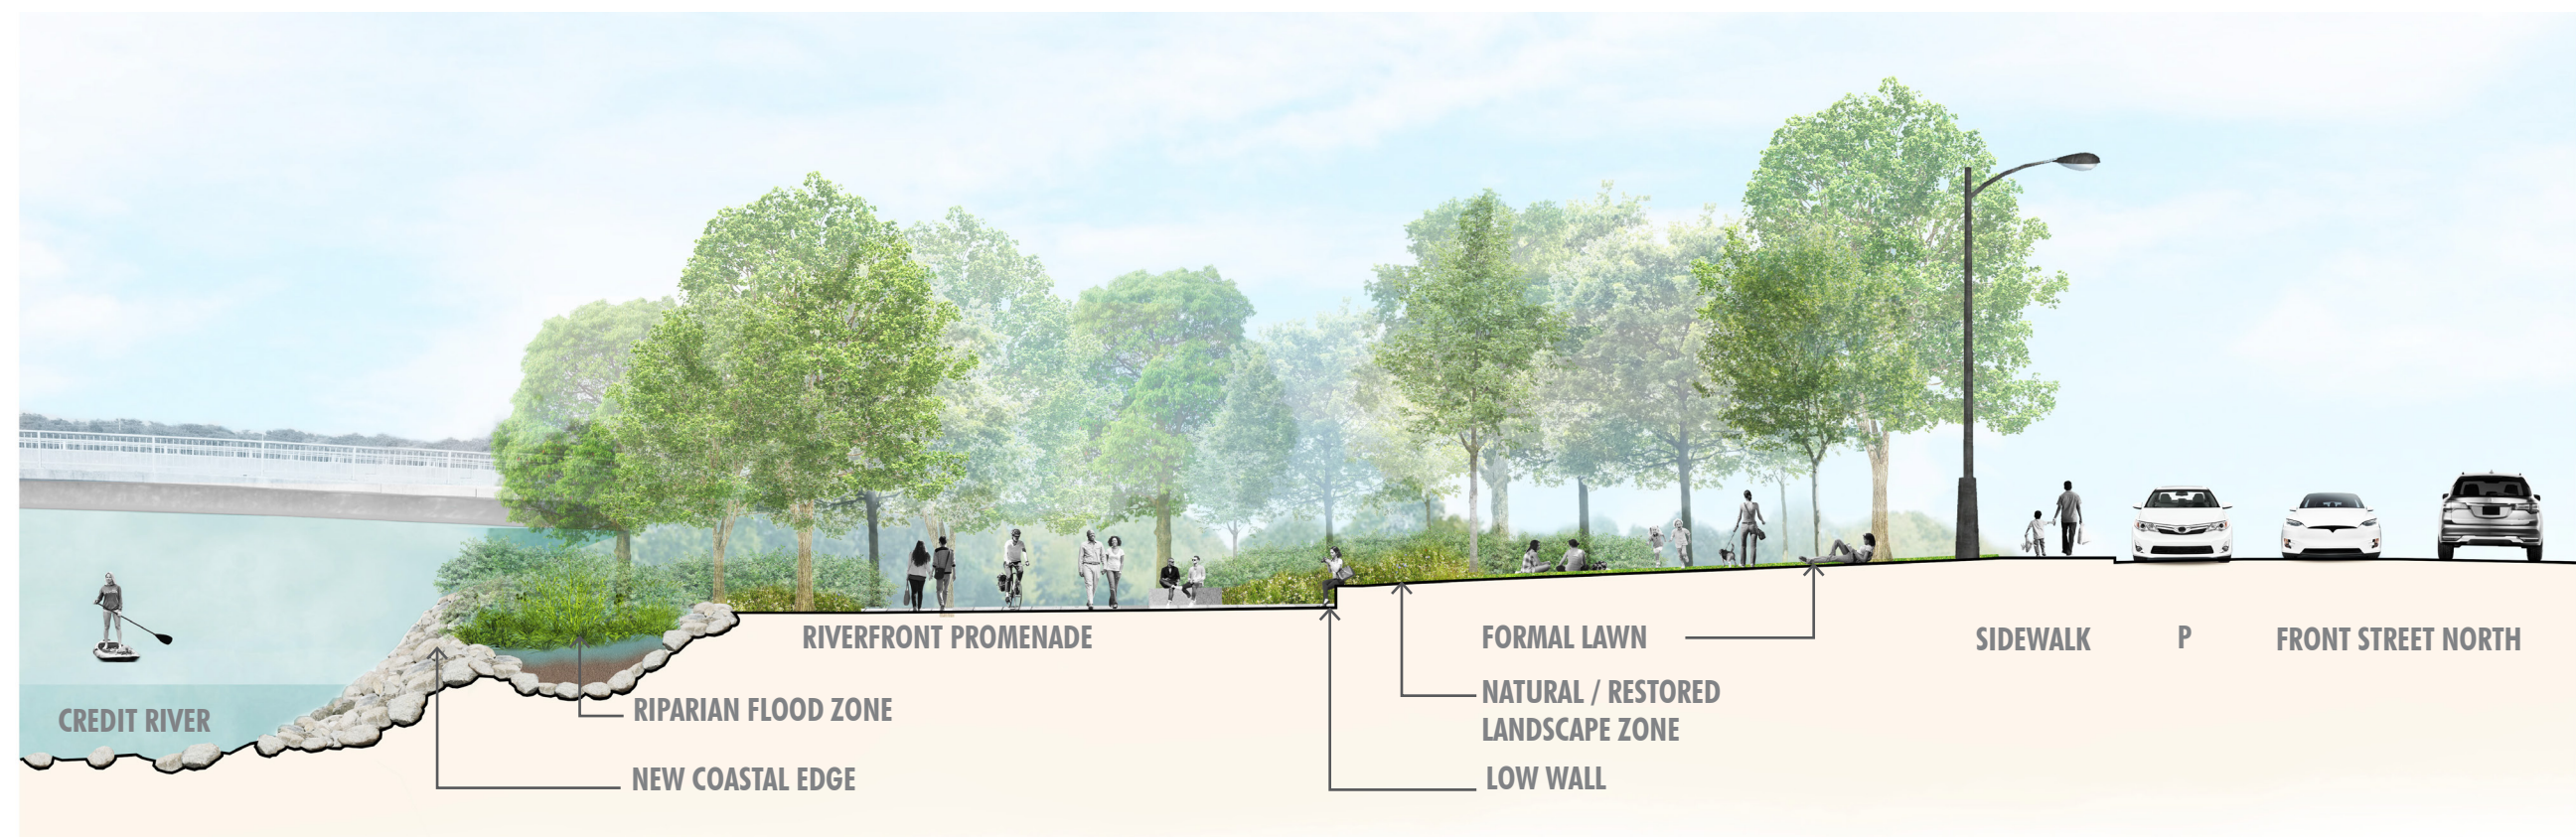 RIVERFRONT PROMENADE
FORMAL LAWN
SIDEWALK
P
FRONT STREET NORTH
CREDIT RIVER
RIPARIAN FLOOD ZONE
NATURAL / RESTORED
LANDSCAPE ZONE
NEW COASTAL EDGE
LOW WALL